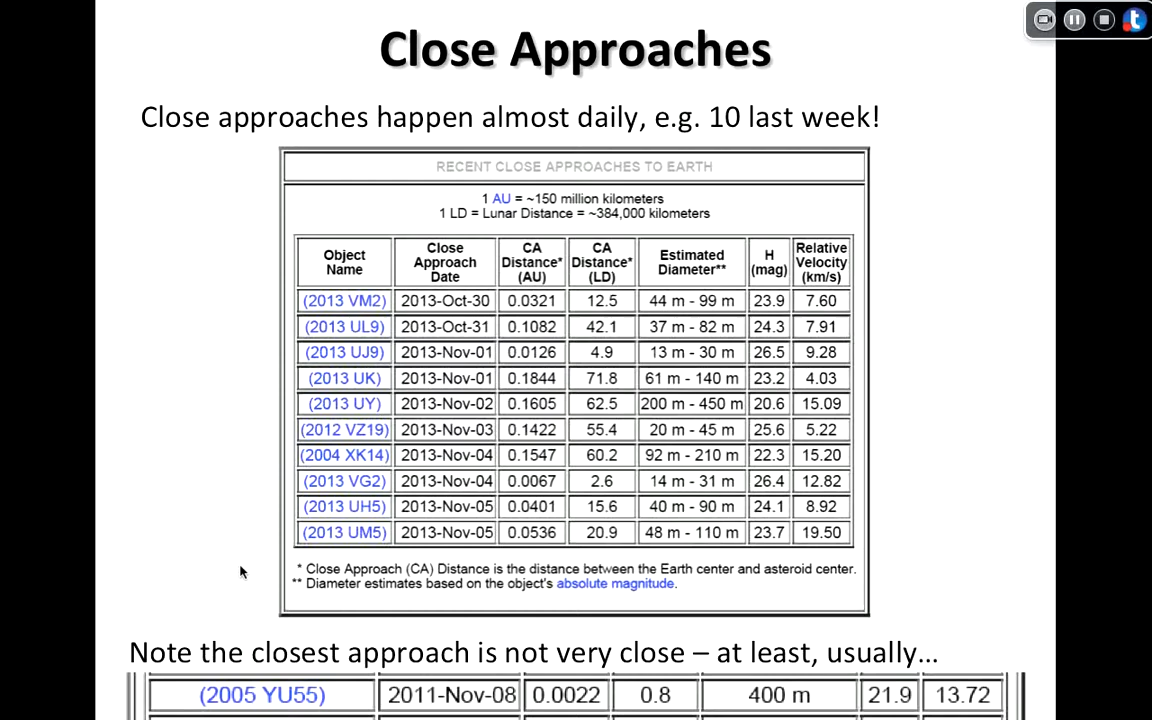 Close Approaches
Close approaches happen almost daily, e.g. 10 last week!
RECENT CLOSE APPROACHES TO EARTH
1 AU = ~150 million kilometers
1 LD = Lunar Distance = ~384,000 kilometers
Object Name Close Approach Date CA Distance* (AU) CA Distance* (LD) Estimated Diameter** H (mag) Relative Velocity (km/s)
(2013 VM2) 2013-Oct-30 0.0321 12.5 44 m - 99 m 23.9 7.60
(2013 UL9) 2013-Oct-31 0.1082 42.1 37 m - 82 m 24.3 7.91
(2013 UJ9) 2013-Nov-01 0.0126 4.9 13 m - 30 m 26.5 9.28
(2013 UK) 2013-Nov-01 0.1844 71.8 61 m - 140 m 23.2 4.03
(2013 UY) 2013-Nov-02 0.1605 62.5 200 m - 450 m 20.6 15.09
(2012 VZ19) 2013-Nov-03 0.1422 55.4 20 m - 45 m 25.6 5.22
(2004 XK14) 2013-Nov-04 0.1547 60.2 92 m - 210 m 22.3 15.20
(2013 VG2) 2013-Nov-04 0.0067 2.6 14 m - 31 m 26.4 12.82
(2013 UH5) 2013-Nov-05 0.0401 15.6 40 m - 90 m 24.1 8.92
(2013 UM5) 2013-Nov-05 0.0536 20.9 48 m - 110 m 23.7 19.50
* Close Approach (CA) Distance is the distance between the Earth center and asteroid center.
** Diameter estimates based on the object's absolute magnitude.
Note the closest approach is not very close – at least, usually…
(2005 YU55) 2011-Nov-08 0.0022 0.8 400 m 21.9 13.72